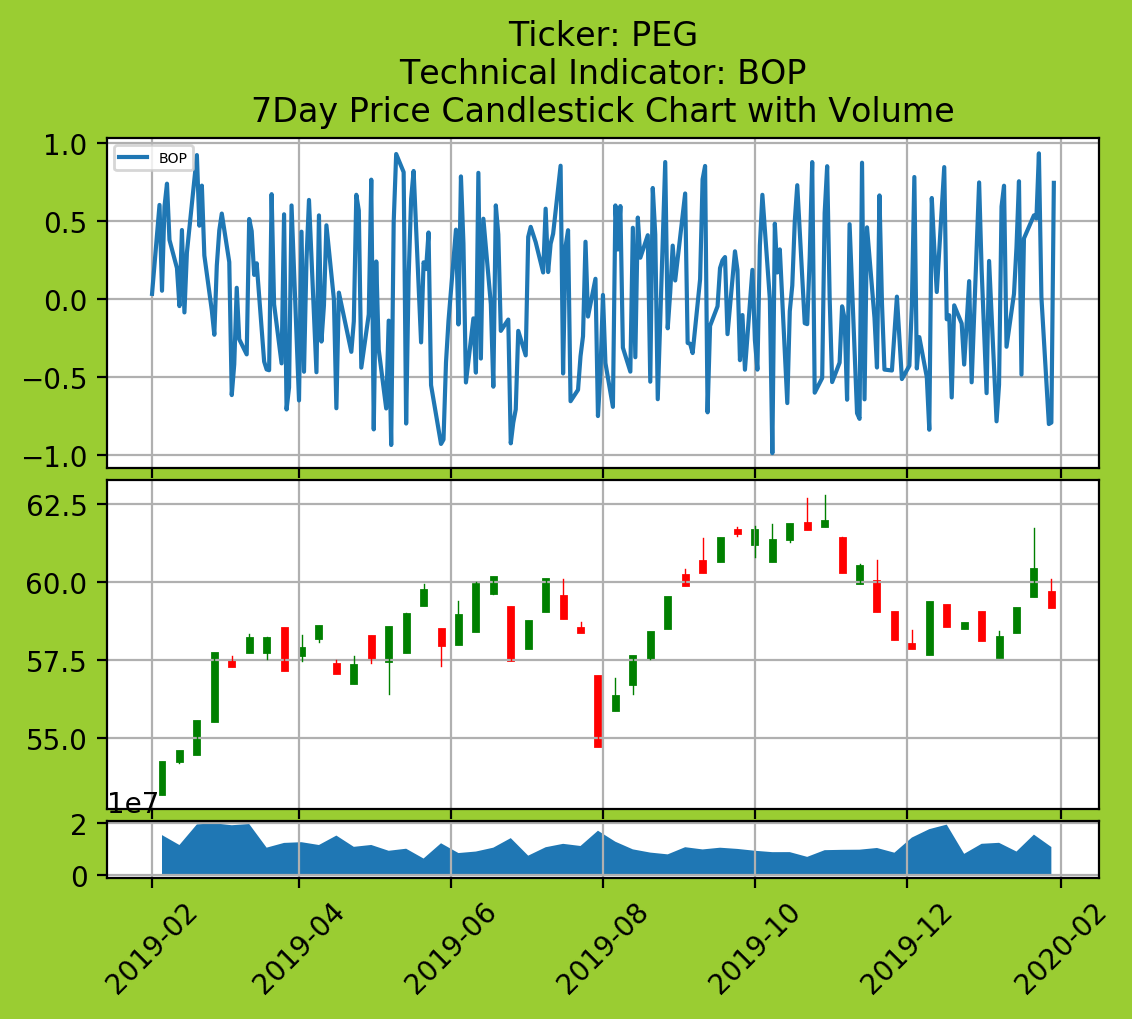 Ticker: PEG
Technical Indicator: BOP
7Day Price Candlestick Chart with Volume
1.0
BOP
0.5
0.0
−0.5
−1.0
62.5
60.0
57.5
55.0
1e7
2
0
2019-02 2019-04 2019-06 2019-08 2019-10 2019-12 2020-02